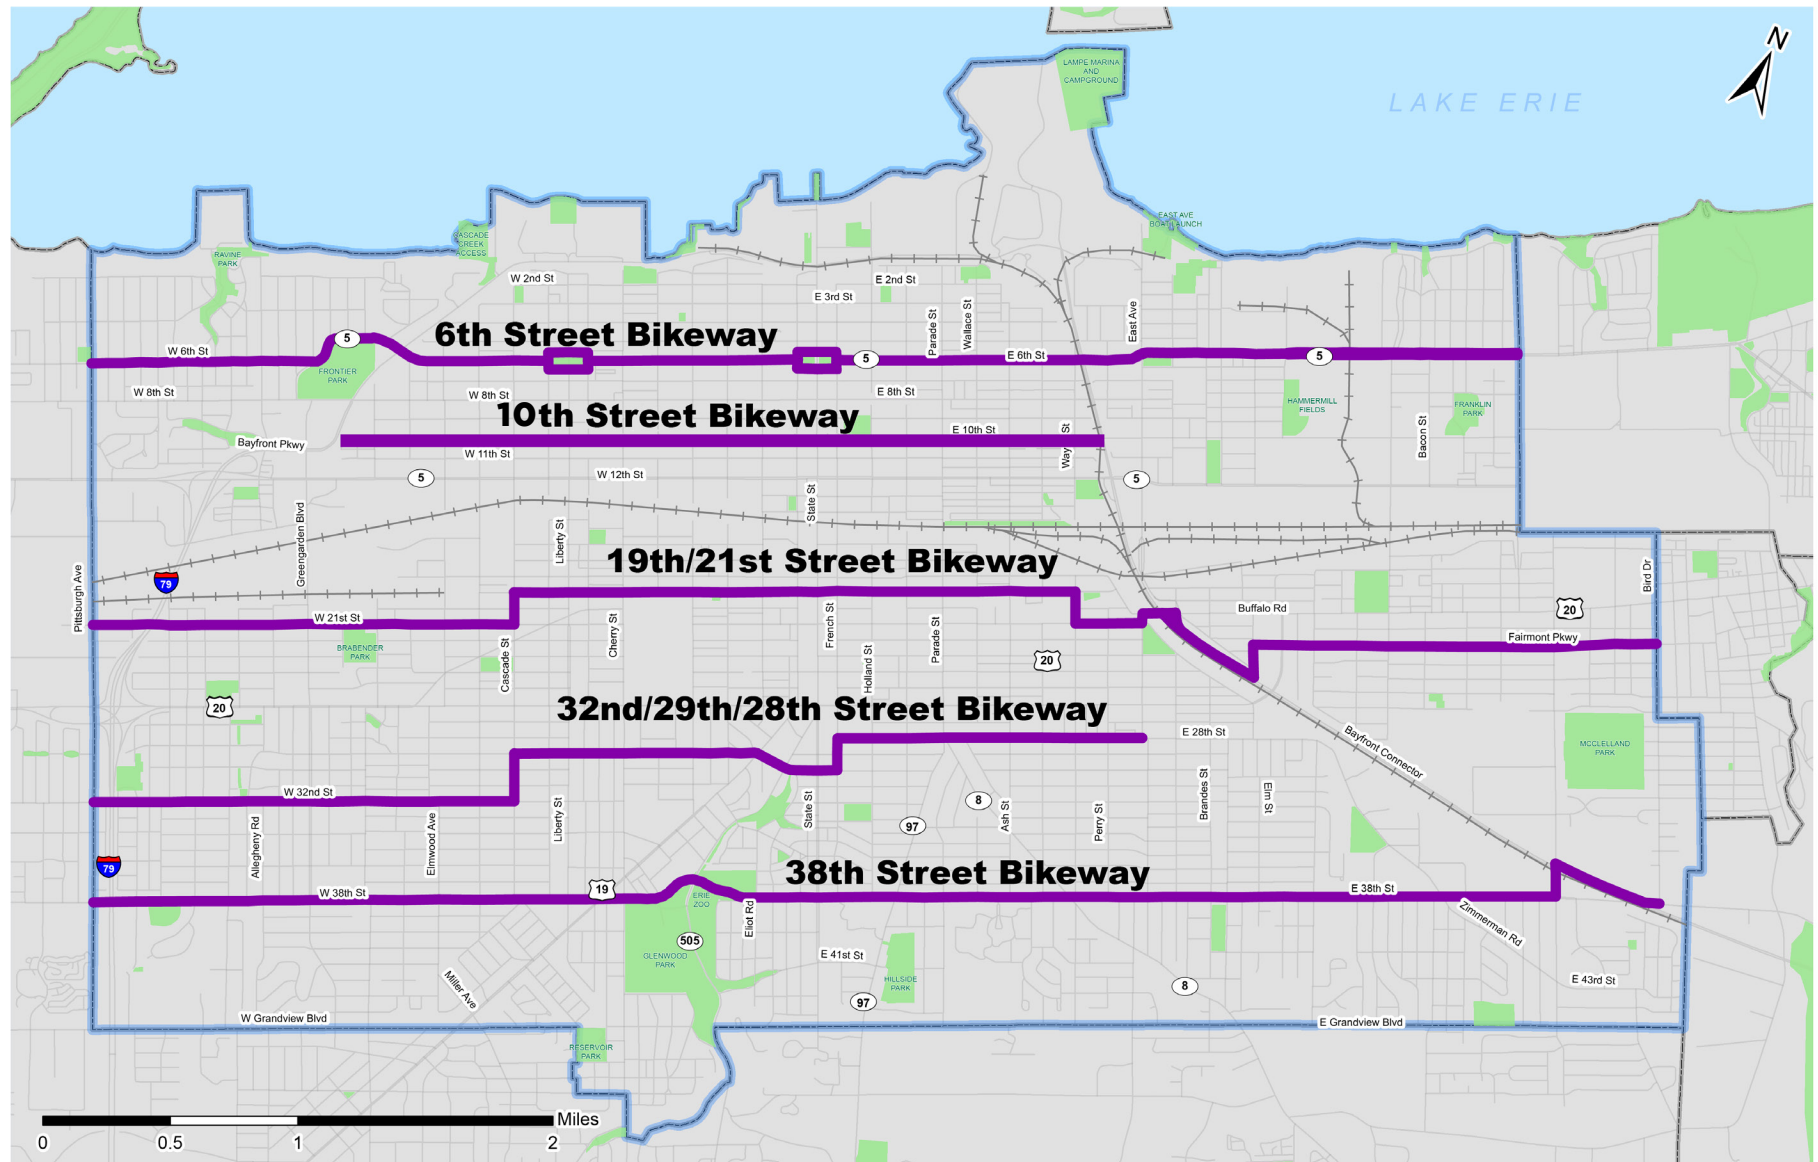 N
LAMPE MARINA
AND
CAMPGROUND
LAKE ERIE
EAST AVE
BOAT LAUNCH
CASCADE
CREEK
ACCESS
RAVINE
PARK
W 2nd St
E 2nd St
E 3rd St
Parade St
Wallace St
East Ave
6th Street Bikeway
5
W 6th St
5
E 6th St
5
FRONTIER
PARK
W 8th St
W 8th St
E 8th St
HAMMERMILL
FIELDS
FRANKLIN
PARK
10th Street Bikeway
Bayfront Pkwy
E 10th St
Bacon St
W 11th St
W 12th St
5
5
State St
Greengarden Blvd
Liberty St
19th/21st Street Bikeway
79
Pittsburgh Ave
Bird Dr
W 21st St
Buffalo Rd
20
Cherry St
French St
Parade St
Fairmont Pkwy
BRABENDER
PARK
Cascade St
Holland St
20
20
32nd/29th/28th Street Bikeway
E 28th St
Bayfront Connector
MCCLELLAND
PARK
W 32nd St
Liberty St
State St
8
97
Ash St
Perry St
Brandes St
Elm St
Allegheny Rd
Elmwood Ave
79
38th Street Bikeway
W 38th St
19
E 38th St
ERIE
ZOO
Eliot Rd
Zimmerman Rd
505
GLENWOOD
PARK
E 41st St
HILLSIDE
PARK
Miller Ave
97
8
E 43rd St
W Grandview Blvd
E Grandview Blvd
RESERVOIR
PARK
Miles
0 0.5 1 2